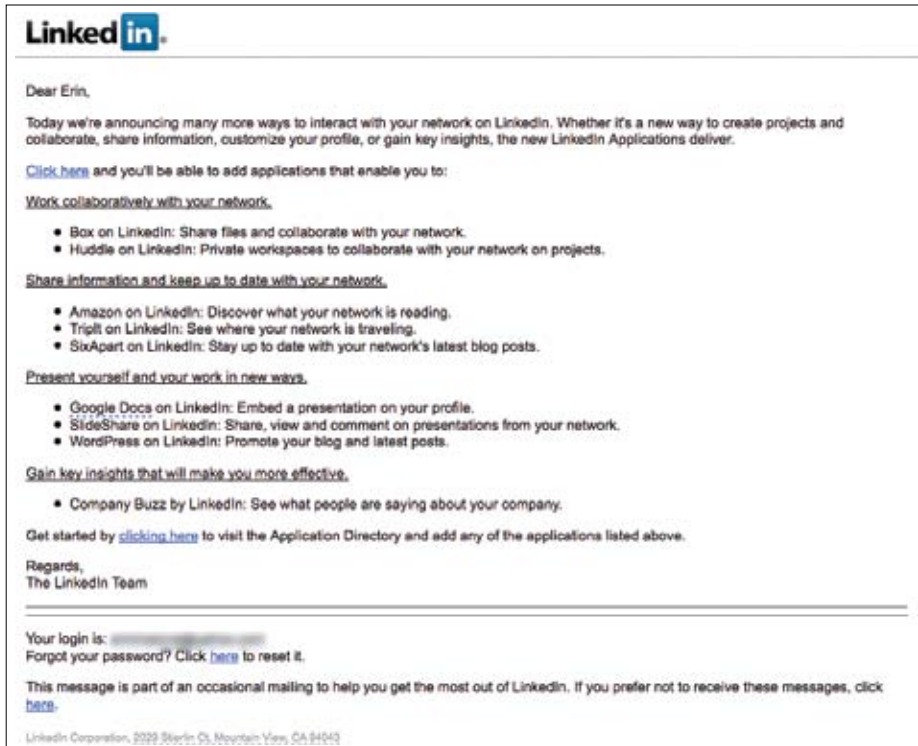 Linked in.
Dear Erin,
Today we're announcing many more ways to interact with your network on LinkedIn. Whether it's a new way to create projects and
collaborate, share information, customize your profile, or gain key insights, the new LinkedIn Applications deliver.
Click here and you'll be able to add applications that enable you to:
Work collaboratively with your network.
• Box on LinkedIn: Share files and collaborate with your network.
• Huddle on LinkedIn: Private workspaces to collaborate with your network on projects.
Share information and keep up to date with your network.
• Amazon on LinkedIn: Discover what your network is reading.
• TripIt on LinkedIn: See where your network is traveling.
• SixApart on LinkedIn: Stay up to date with your network's latest blog posts.
Present yourself and your work in new ways.
• Google Docs on LinkedIn: Embed a presentation on your profile.
• SlideShare on LinkedIn: Share, view and comment on presentations from your network.
• WordPress on LinkedIn: Promote your blog and latest posts.
Gain key insights that will make you more effective.
• Company Buzz by LinkedIn: See what people are saying about your company.
Get started by clicking here to visit the Application Directory and add any of the applications listed above.
Regards,
The LinkedIn Team
Your login is:
Forgot your password? Click here to reset it.
This message is part of an occasional mailing to help you get the most out of LinkedIn. If you prefer not to receive these messages, click
here.
LinkedIn Corporation, 2029 Stierlin Ct, Mountain View, CA 94043